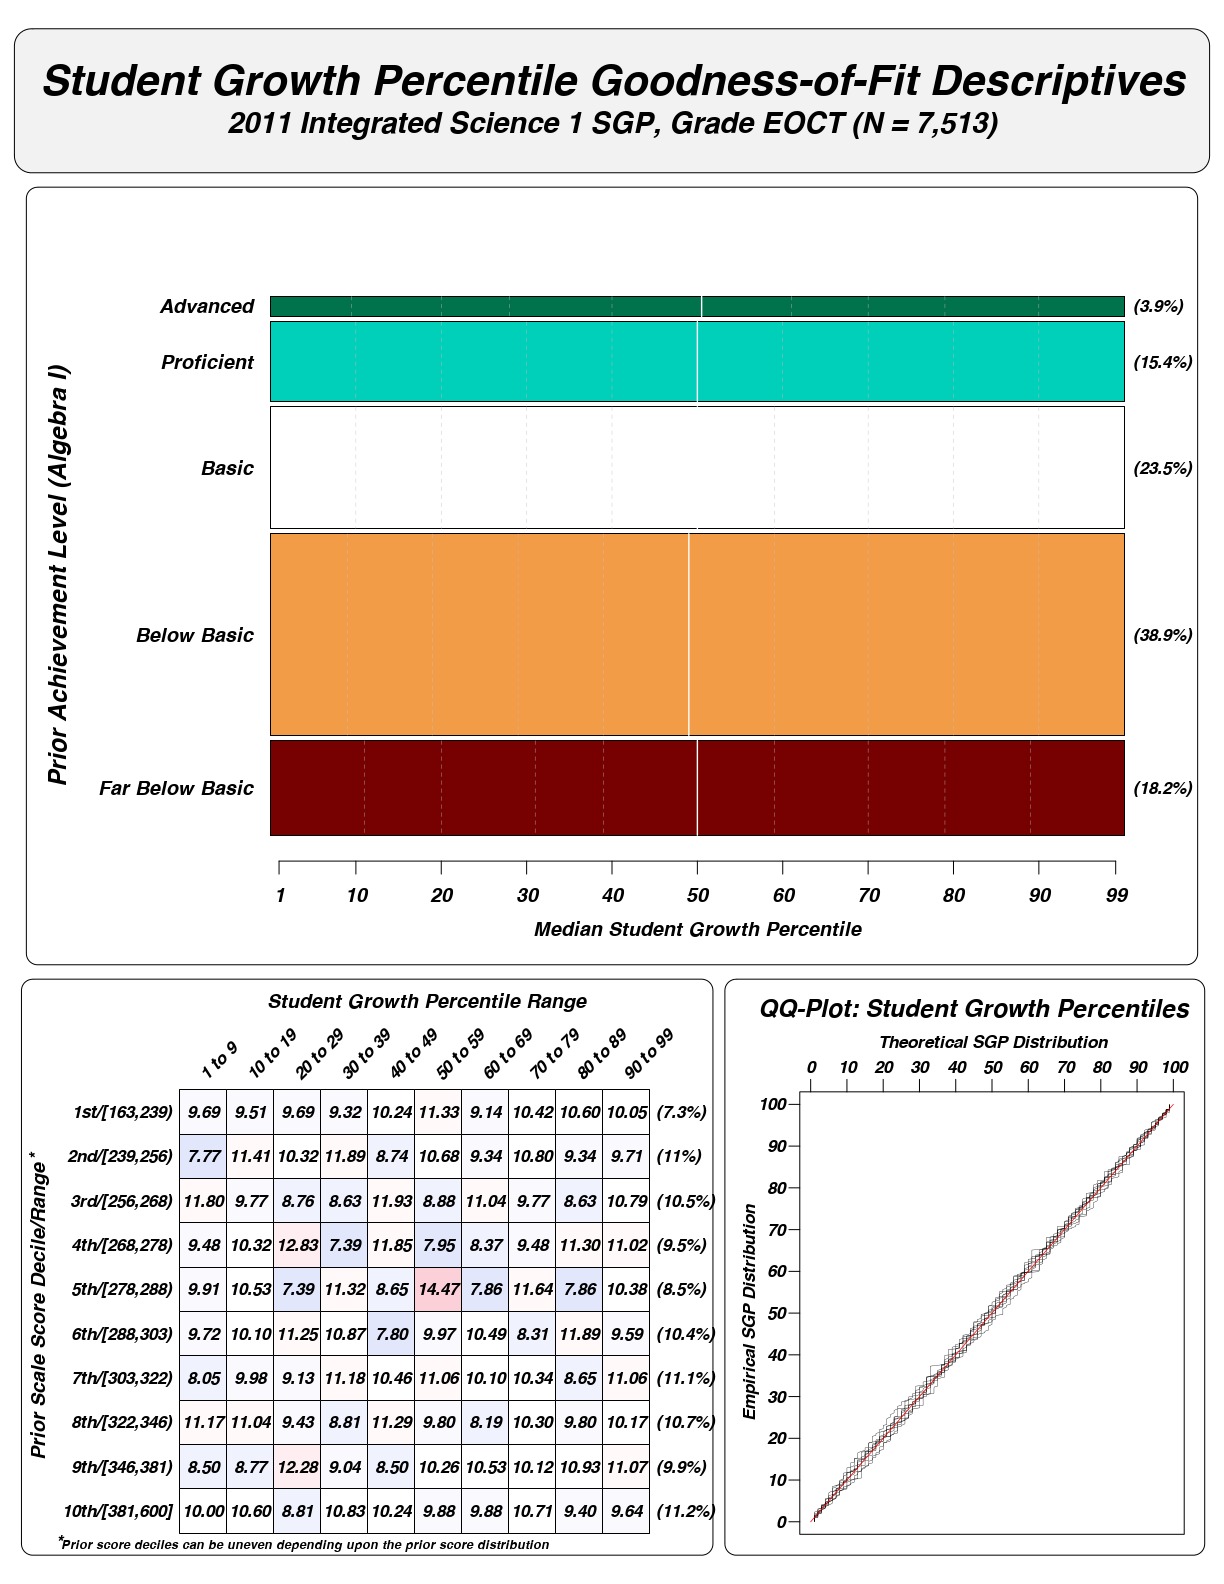 Student Growth Percentile Goodness-of-Fit Descriptives
2011 Integrated Science 1 SGP, Grade EOCT (N = 7,513)
Prior Achievement Level (Algebra I)
Advanced (3.9%)
Proficient (15.4%)
Basic (23.5%)
Below Basic (38.9%)
Far Below Basic (18.2%)
1 10 20 30 40 50 60 70 80 90 99
Median Student Growth Percentile
Student Growth Percentile Range
1 to 9 10 to 19 20 to 29 30 to 39 40 to 49 50 to 59 60 to 69 70 to 79 80 to 89 90 to 99
Prior Scale Score Decile/Range*
1st/[163,239) 9.69 9.51 9.69 9.32 10.24 11.33 9.14 10.42 10.60 10.05 (7.3%)
2nd/[239,256) 7.77 11.41 10.32 11.89 8.74 10.68 9.34 10.80 9.34 9.71 (11%)
3rd/[256,268) 11.80 9.77 8.76 8.63 11.93 8.88 11.04 9.77 8.63 10.79 (10.5%)
4th/[268,278) 9.48 10.32 12.83 7.39 11.85 7.95 8.37 9.48 11.30 11.02 (9.5%)
5th/[278,288) 9.91 10.53 7.39 11.32 8.65 14.47 7.86 11.64 7.86 10.38 (8.5%)
6th/[288,303) 9.72 10.10 11.25 10.87 7.80 9.97 10.49 8.31 11.89 9.59 (10.4%)
7th/[303,322) 8.05 9.98 9.13 11.18 10.46 11.06 10.10 10.34 8.65 11.06 (11.1%)
8th/[322,346) 11.17 11.04 9.43 8.81 11.29 9.80 8.19 10.30 9.80 10.17 (10.7%)
9th/[346,381) 8.50 8.77 12.28 9.04 8.50 10.26 10.53 10.12 10.93 11.07 (9.9%)
10th/[381,600] 10.00 10.60 8.81 10.83 10.24 9.88 9.88 10.71 9.40 9.64 (11.2%)
*Prior score deciles can be uneven depending upon the prior score distribution
QQ-Plot: Student Growth Percentiles
Theoretical SGP Distribution
0 10 20 30 40 50 60 70 80 90 100
Empirical SGP Distribution
100
90
80
70
60
50
40
30
20
10
0